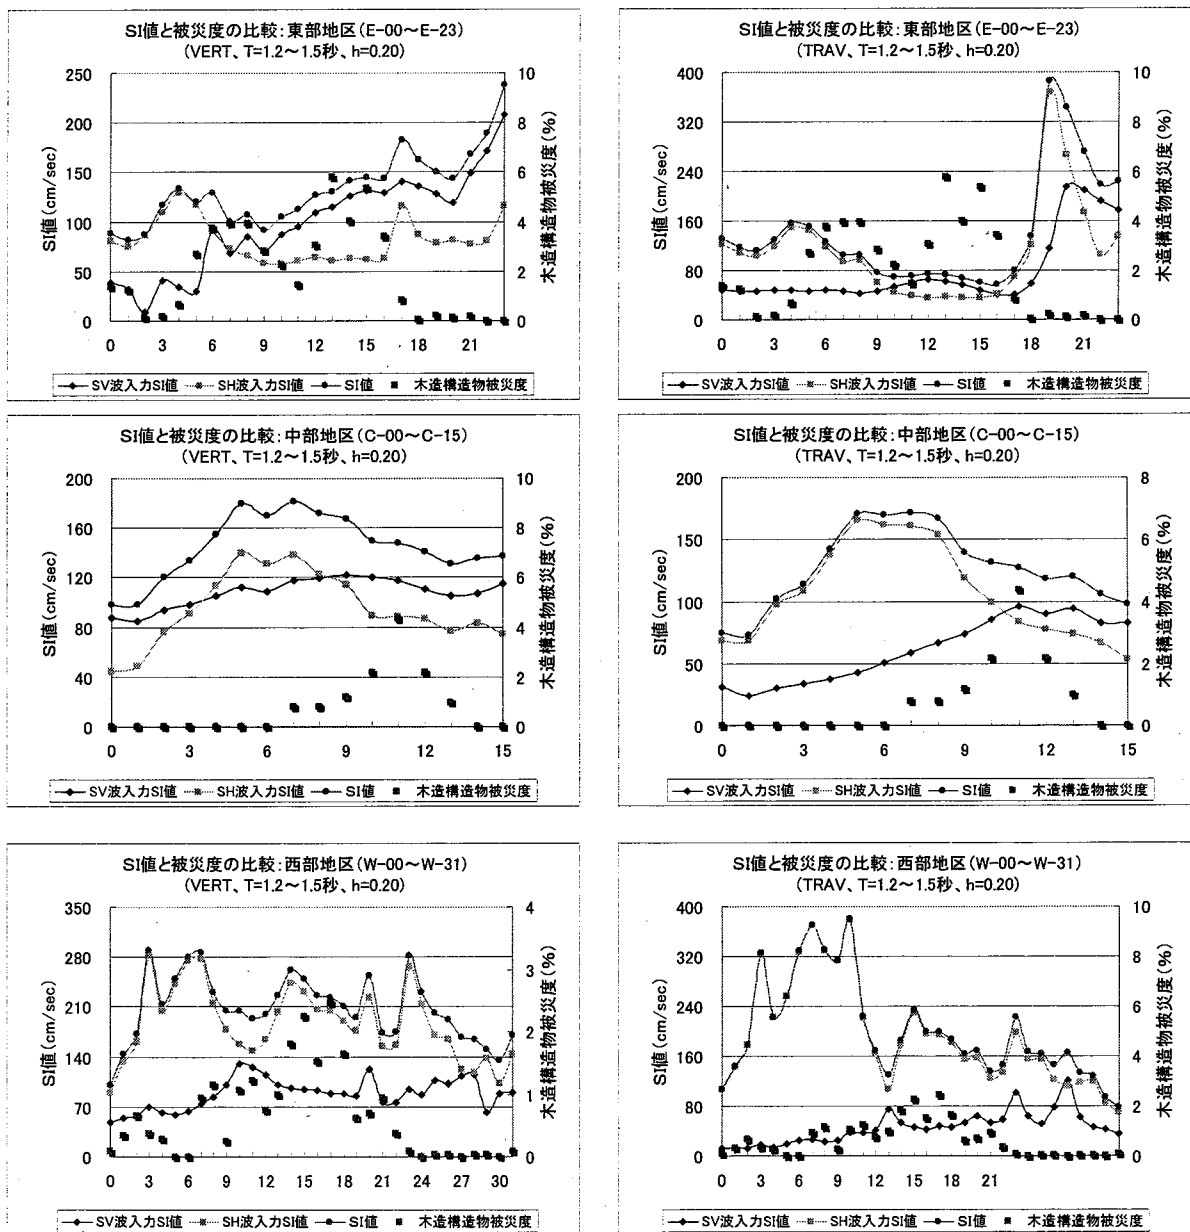 SI値と被災度の比較:東部地区(E-00～E-23)
(VERT、T=1.2～1.5秒、h=0.20)
SI値(cm/sec)
250
200
150
100
50
0
10
8
6
4
2
0
木造構造物被災度(%)
0 3 6 9 12 15 18 21
SV波入力SI値 SH波入力SI値 SI値 木造構造物被災度
SI値と被災度の比較:東部地区(E-00～E-23)
(TRAV、T=1.2～1.5秒、h=0.20)
SI値(cm/sec)
400
320
240
160
80
0
10
8
6
4
2
0
木造構造物被災度(%)
0 3 6 9 12 15 18 21
SV波入力SI値 SH波入力SI値 SI値 木造構造物被災度
SI値と被災度の比較:中部地区(C-00～C-15)
(VERT、T=1.2～1.5秒、h=0.20)
SI値(cm/sec)
200
160
120
80
40
0
10
8
6
4
2
0
木造構造物被災度(%)
0 3 6 9 12 15
SV波入力SI値 SH波入力SI値 SI値 木造構造物被災度
SI値と被災度の比較:中部地区(C-00～C-15)
(TRAV、T=1.2～1.5秒、h=0.20)
SI値(cm/sec)
200
150
100
50
0
8
6
4
2
0
木造構造物被災度(%)
0 3 6 9 12 15
SV波入力SI値 SH波入力SI値 SI値 木造構造物被災度
SI値と被災度の比較:西部地区(W-00～W-31)
(VERT、T=1.2～1.5秒、h=0.20)
SI値(cm/sec)
350
280
210
140
70
0
4
3
2
1
0
木造構造物被災度(%)
0 3 6 9 12 15 18 21 24 27 30
SV波入力SI値 SH波入力SI値 SI値 木造構造物被災度
SI値と被災度の比較:西部地区(W-00～W-31)
(TRAV、T=1.2～1.5秒、h=0.20)
SI値(cm/sec)
400
320
240
160
80
0
10
8
6
4
2
0
木造構造物被災度(%)
0 3 6 9 12 15 18 21
SV波入力SI値 SH波入力SI値 SI値 木造構造物被災度